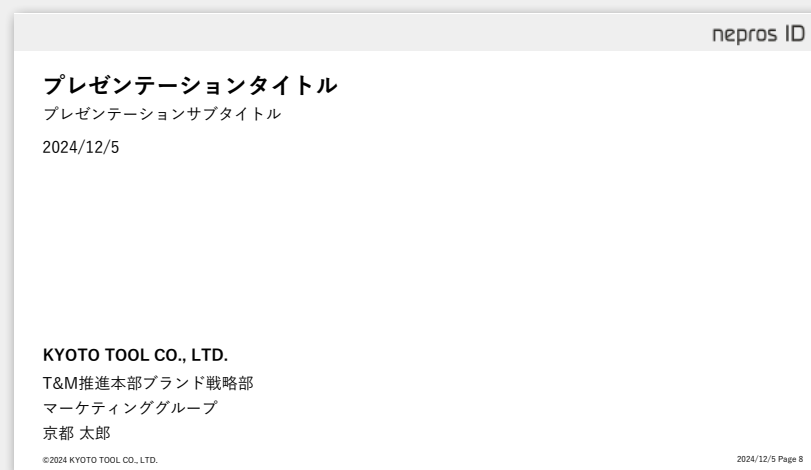 nepros ID
プレゼンテーションタイトル
プレゼンテーションサブタイトル
2024/12/5
KYOTO TOOL CO., LTD.
T&M推進本部ブランド戦略部
マーケティンググループ
京都 太郎
©2024 KYOTO TOOL CO., LTD.
2024/12/5 Page 8